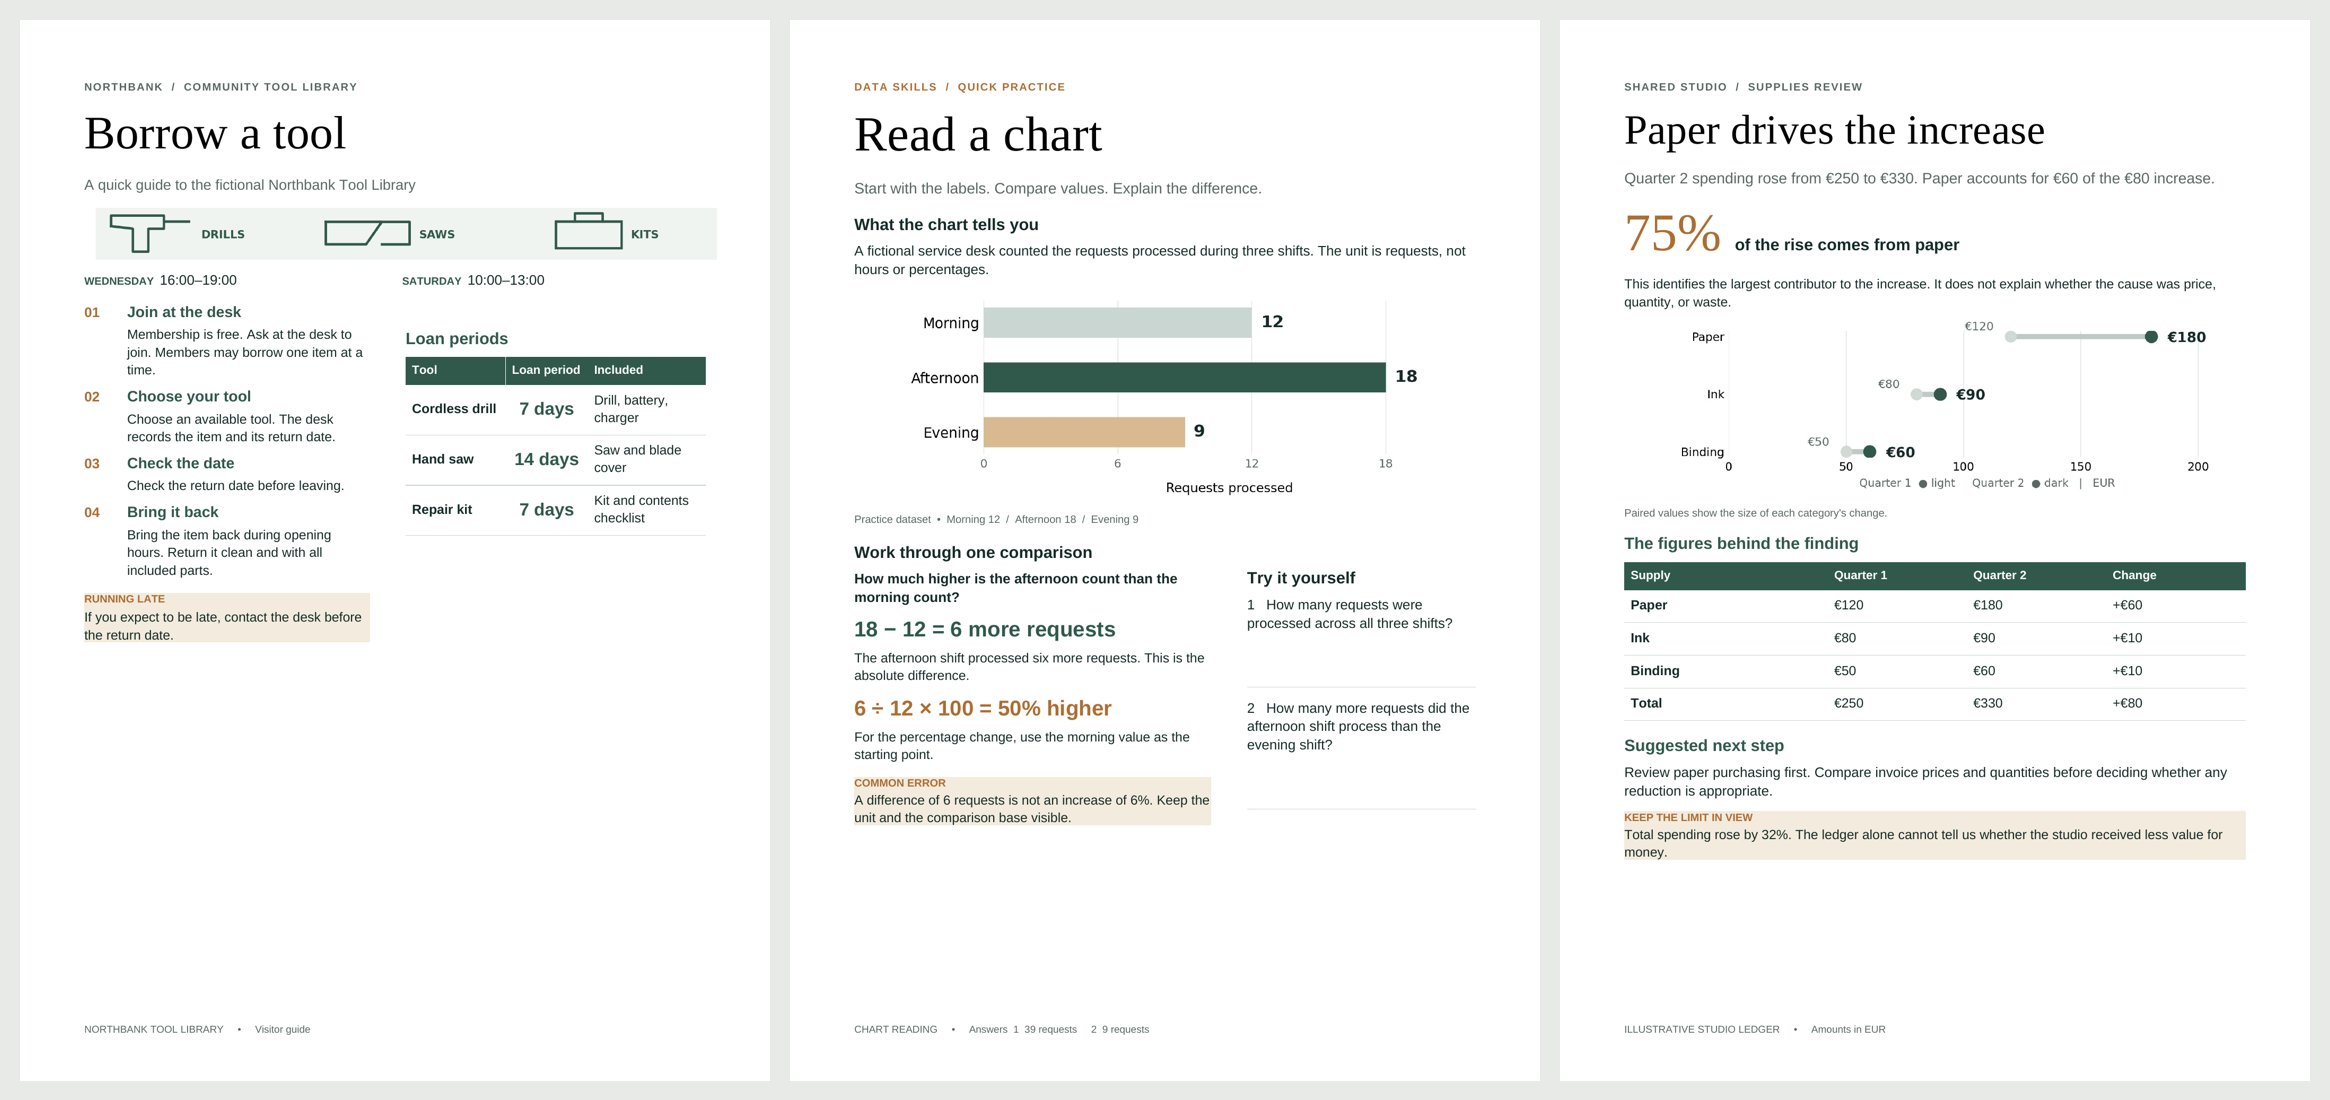 NORTHBANK / COMMUNITY TOOL LIBRARY
Borrow a tool
A quick guide to the fictional Northbank Tool Library
DRILLS
SAWS
KITS
WEDNESDAY 16:00–19:00
SATURDAY 10:00–13:00
01 Join at the desk
Membership is free. Ask at the desk to
join. Members may borrow one item at a
time.
02 Choose your tool
Choose an available tool. The desk
records the item and its return date.
03 Check the date
Check the return date before leaving.
04 Bring it back
Bring the item back during opening
hours. Return it clean and with all
included parts.
RUNNING LATE
If you expect to be late, contact the desk before
the return date.
Loan periods
Tool Loan period Included
Cordless drill 7 days Drill, battery,
charger
Hand saw 14 days Saw and blade
cover
Repair kit 7 days Kit and contents
checklist
NORTHBANK TOOL LIBRARY • Visitor guide
DATA SKILLS / QUICK PRACTICE
Read a chart
Start with the labels. Compare values. Explain the difference.
What the chart tells you
A fictional service desk counted the requests processed during three shifts. The unit is requests, not
hours or percentages.
Morning 12
Afternoon 18
Evening 9
0 6 12 18
Requests processed
Practice dataset • Morning 12 / Afternoon 18 / Evening 9
Work through one comparison
How much higher is the afternoon count than the
morning count?
18 − 12 = 6 more requests
The afternoon shift processed six more requests. This is the
absolute difference.
6 ÷ 12 × 100 = 50% higher
For the percentage change, use the morning value as the
starting point.
COMMON ERROR
A difference of 6 requests is not an increase of 6%. Keep the
unit and the comparison base visible.
Try it yourself
1 How many requests were
processed across all three shifts?
2 How many more requests did the
afternoon shift process than the
evening shift?
CHART READING • Answers 1 39 requests 2 9 requests
SHARED STUDIO / SUPPLIES REVIEW
Paper drives the increase
Quarter 2 spending rose from €250 to €330. Paper accounts for €60 of the €80 increase.
75% of the rise comes from paper
This identifies the largest contributor to the increase. It does not explain whether the cause was price,
quantity, or waste.
Paper €120 €180
Ink €80 €90
Binding €50 €60
0 50 100 150 200
Quarter 1 ● light Quarter 2 ● dark | EUR
Paired values show the size of each category's change.
The figures behind the finding
Supply Quarter 1 Quarter 2 Change
Paper €120 €180 +€60
Ink €80 €90 +€10
Binding €50 €60 +€10
Total €250 €330 +€80
Suggested next step
Review paper purchasing first. Compare invoice prices and quantities before deciding whether any
reduction is appropriate.
KEEP THE LIMIT IN VIEW
Total spending rose by 32%. The ledger alone cannot tell us whether the studio received less value for
money.
ILLUSTRATIVE STUDIO LEDGER • Amounts in EUR